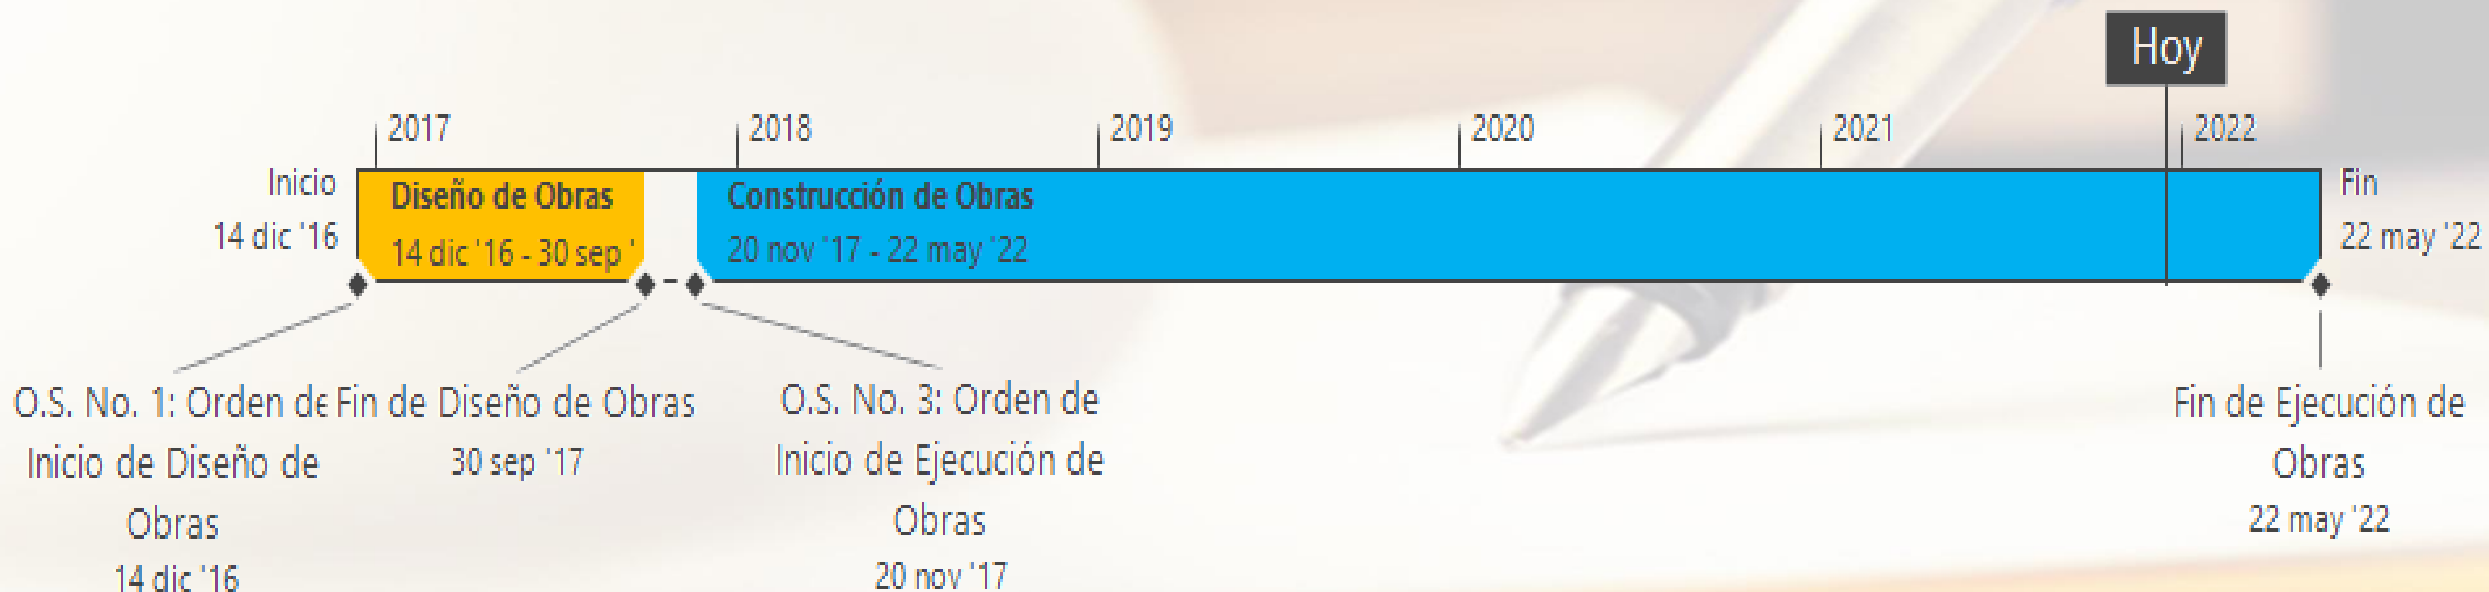 Hoy
2017
2018
2019
2020
2021
2022
Inicio
14 dic '16
Diseño de Obras
14 dic '16 - 30 sep '
Construcción de Obras
20 nov '17 - 22 may '22
Fin
22 may '22
O.S. No. 1: Orden de
Inicio de Diseño de
Obras
14 dic '16
Fin de Diseño de Obras
30 sep '17
O.S. No. 3: Orden de
Inicio de Ejecución de
Obras
20 nov '17
Fin de Ejecución de
Obras
22 may '22